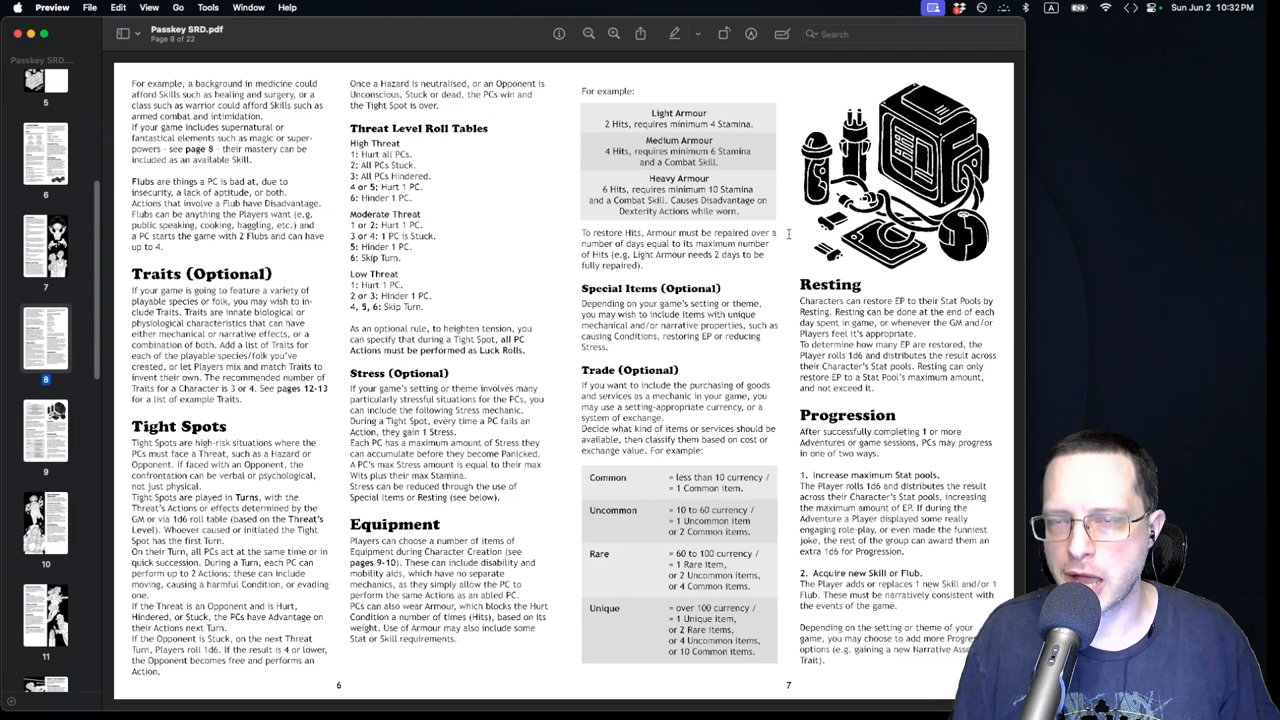 Preview File Edit View Go Tools Window Help
Sun Jun 2 10:32PM
Passkey SRD.pdf
Page 8 of 22
Search
Passkey SRD....
5
6
7
8
9
10
11
For example, a background in medicine could
afford Skills such as healing and surgery, or a
class such as warrior could afford Skills such as
armed combat and intimidation.
If your game includes supernatural or
fantastical elements such as magic or super-
powers - see page 8 - their mastery can be
included as an available Skill.
Flubs are things a PC is bad at, due to
insecurity, a lack of aptitude, or both.
Actions that involve a Flub have Disadvantage.
Flubs can be anything the Players want (e.g.
public speaking, cooking, haggling, etc.) and
a PC starts the game with 2 Flubs and can have
up to 4.
Traits (Optional)
If your game is going to feature a variety of
playable species or folk, you may wish to in-
clude Traits. Traits are innate biological or
physiological characteristics that can have
either mechanical or narrative effects, or a
combination of both. Add a list of Traits for
each of the playable species/folk you've
created, or let Players mix and match Traits to
invent their own. The recommended number of
Traits for a Character is 3 or 4. See pages 12-13
for a list of example Traits.
Tight Spots
Tight Spots are high-risk situations where the
PCs must face a Threat, such as a Hazard or
Opponent. If faced with an Opponent, the
confrontation can be verbal or psychological,
not just physical.
Tight Spots are played in Turns, with the
Threat's Actions or effects determined by the
GM or via 1d6 roll table (based on the Threat's
Level). Whoever caused or initiated the Tight
Spot has the first Turn.
On their Turn, all PCs act at the same time or in
quick succession. During a Turn, each PC can
perform up to 2 Actions: these can include
moving, causing a harmful Condition, or evading
one.
If the Threat is an Opponent and is Hurt,
Hindered, or Stuck, the PCs have Advantage on
their Actions next Turn.
If the Opponent is Stuck, on the next Threat
Turn, Players roll 1d6. If the result is 4 or lower,
the Opponent becomes free and performs an
Action.
Once a Hazard is neutralised, or an Opponent is
Unconscious, Stuck or dead, the PCs win and
the Tight Spot is over.
Threat Level Roll Tables
High Threat
1: Hurt all PCs.
2: All PCs Stuck.
3: All PCs Hindered.
4 or 5: Hurt 1 PC.
6: Hinder 1 PC.
Moderate Threat
1 or 2: Hurt 1 PC.
3 or 4: 1 PC is Stuck.
5: Hinder 1 PC.
6: Skip Turn.
Low Threat
1: Hurt 1 PC.
2 or 3: Hinder 1 PC.
4, 5, 6: Skip Turn.
As an optional rule, to heighten tension, you
can specify that during a Tight Spot, all PC
Actions must be performed as Luck Rolls.
Stress (Optional)
If your game's setting or theme involves many
particularly stressful situations for the PCs, you
can include the following Stress mechanic.
During a Tight Spot, every time a PC fails an
Action, they gain 1 Stress.
Each PC has a maximum amount of Stress they
can accumulate before they become Panicked.
A PC's max Stress amount is equal to their max
Wits plus their max Stamina.
Stress can be reduced through the use of
Special Items or Resting (see below).
Equipment
Players can choose a number of items of
Equipment during Character Creation (see
pages 9-10). These can include disability and
mobility aids, which have no separate
mechanics, as they simply allow the PC to
perform the same Actions as an abled PC.
PCs can also wear Armour, which blocks the Hurt
Condition a number of times (Hits), based on its
weight. Use of Armour may also include some
Stat or Skill requirements.
6
For example:
Light Armour
2 Hits, requires minimum 4 Stamina.
Medium Armour
4 Hits, requires minimum 6 Stamina
and a Combat Skill.
Heavy Armour
6 Hits, requires minimum 10 Stamina
and a Combat Skill. Causes Disadvantage on
Dexterity Actions while worn.
To restore Hits, Armour must be repaired over a
number of days equal to its maximum number
of Hits (e.g. Light Armour needs 2 days to be
fully repaired).
Special Items (Optional)
Depending on your game's setting or theme,
you may wish to include items with unique
mechanical and/or narrative properties, such as
causing Conditions, restoring EP or reducing
Stress.
Trade (Optional)
If you want to include the purchasing of goods
and services as a mechanic in your game, you
may use a setting-appropriate currency, or a
system of exchange.
Decide what kind of items or services should be
available, then classify them based on cost or
exchange value. For example:
Common = less than 10 currency /
= 1 Common item.
Uncommon = 10 to 60 currency /
= 1 Uncommon item
or 2 Common items.
Rare = 60 to 100 currency /
= 1 Rare item,
or 2 Uncommon items,
or 4 Common items.
Unique = over 100 currency /
= 1 Unique item,
or 2 Rare items,
or 4 Uncommon items,
or 10 Common items.
7
Resting
Characters can restore EP to their Stat Pools by
Resting. Resting can be done at the end of each
day spent in game, or whenever the GM and/or
Players feel it's appropriate.
To determine how many EP are restored, the
Player rolls 1d6 and distributes the result across
their Character's Stat Pools. Resting can only
restore EP to a Stat Pool's maximum amount,
and not exceed it.
Progression
After successfully completing 1 or more
Adventures or game sessions, PCs may progress
in one of two ways.
1. Increase maximum Stat pools.
The Player rolls 1d6 and distributes the result
across their Character's Stat pools, increasing
the maximum amount of EP. If during the
Adventure a Player displayed some really
engaging role-play, or even made the funniest
joke, the rest of the group can award them an
extra 1d6 for Progression.
2. Acquire new Skill or Flub.
The Player adds or replaces 1 new Skill and/or 1
Flub. These must be narratively consistent with
the events of the game.
Depending on the setting or theme of your
game, you may choose to add more
options (e.g. gaining a new Narrative
Trait).